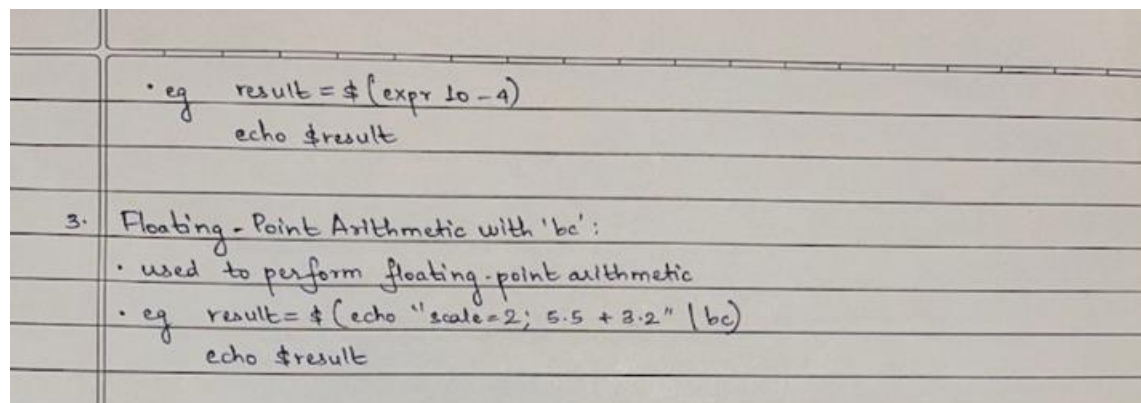 • eg result = $(expr 10 - 4)
echo $result
3. Floating-Point Arithmetic with 'bc':
• used to perform floating-point arithmetic
• eg result = $(echo "scale=2; 5.5 + 3.2" | bc)
echo $result